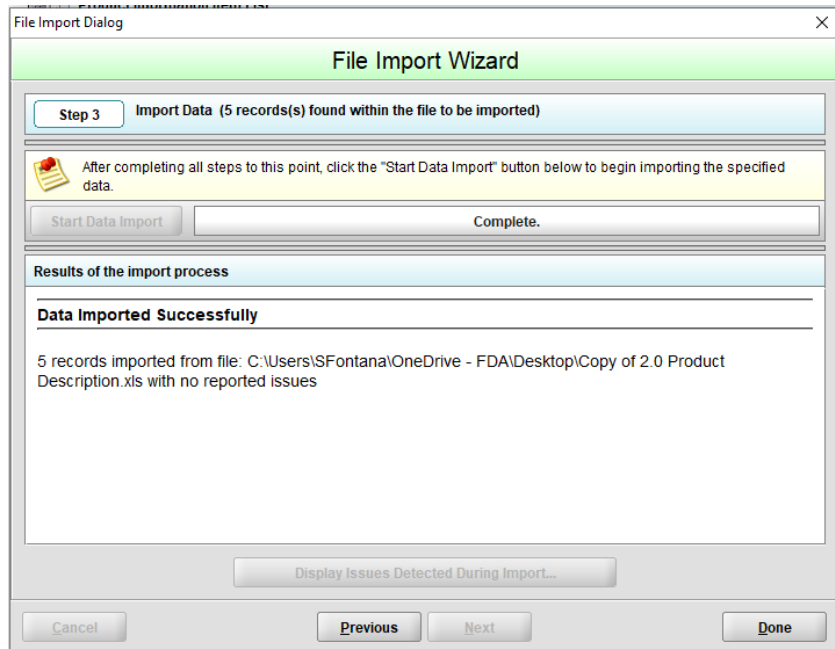 Product Information Item List
File Import Dialog
File Import Wizard
Step 3
Import Data (5 records(s) found within the file to be imported)
After completing all steps to this point, click the "Start Data Import" button below to begin importing the specified
data.
Start Data Import
Complete.
Results of the import process
Data Imported Successfully
5 records imported from file: C:\Users\SFontana\OneDrive - FDA\Desktop\Copy of 2.0 Product
Description.xls with no reported issues
Display Issues Detected During Import...
Cancel
Previous
Next
Done